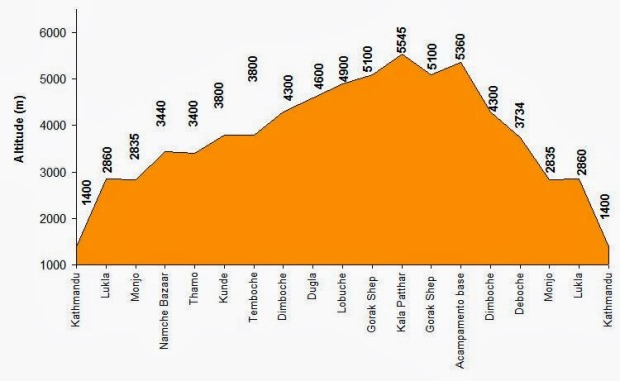 Altitude (m)
6000
5000
4000
3000
2000
1000
1400
2860
2835
3440
3400
3800
3800
4300
4600
4900
5100
5545
5100
5360
4300
3734
2835
2860
1400
Kathmandu
Lukla
Monjo
Namche Bazaar
Thamo
Kunde
Temboche
Dimboche
Dugla
Lobuche
Gorak Shep
Kala Patthar
Gorak Shep
Acampamento base
Dimboche
Deboche
Monjo
Lukla
Kathmandu